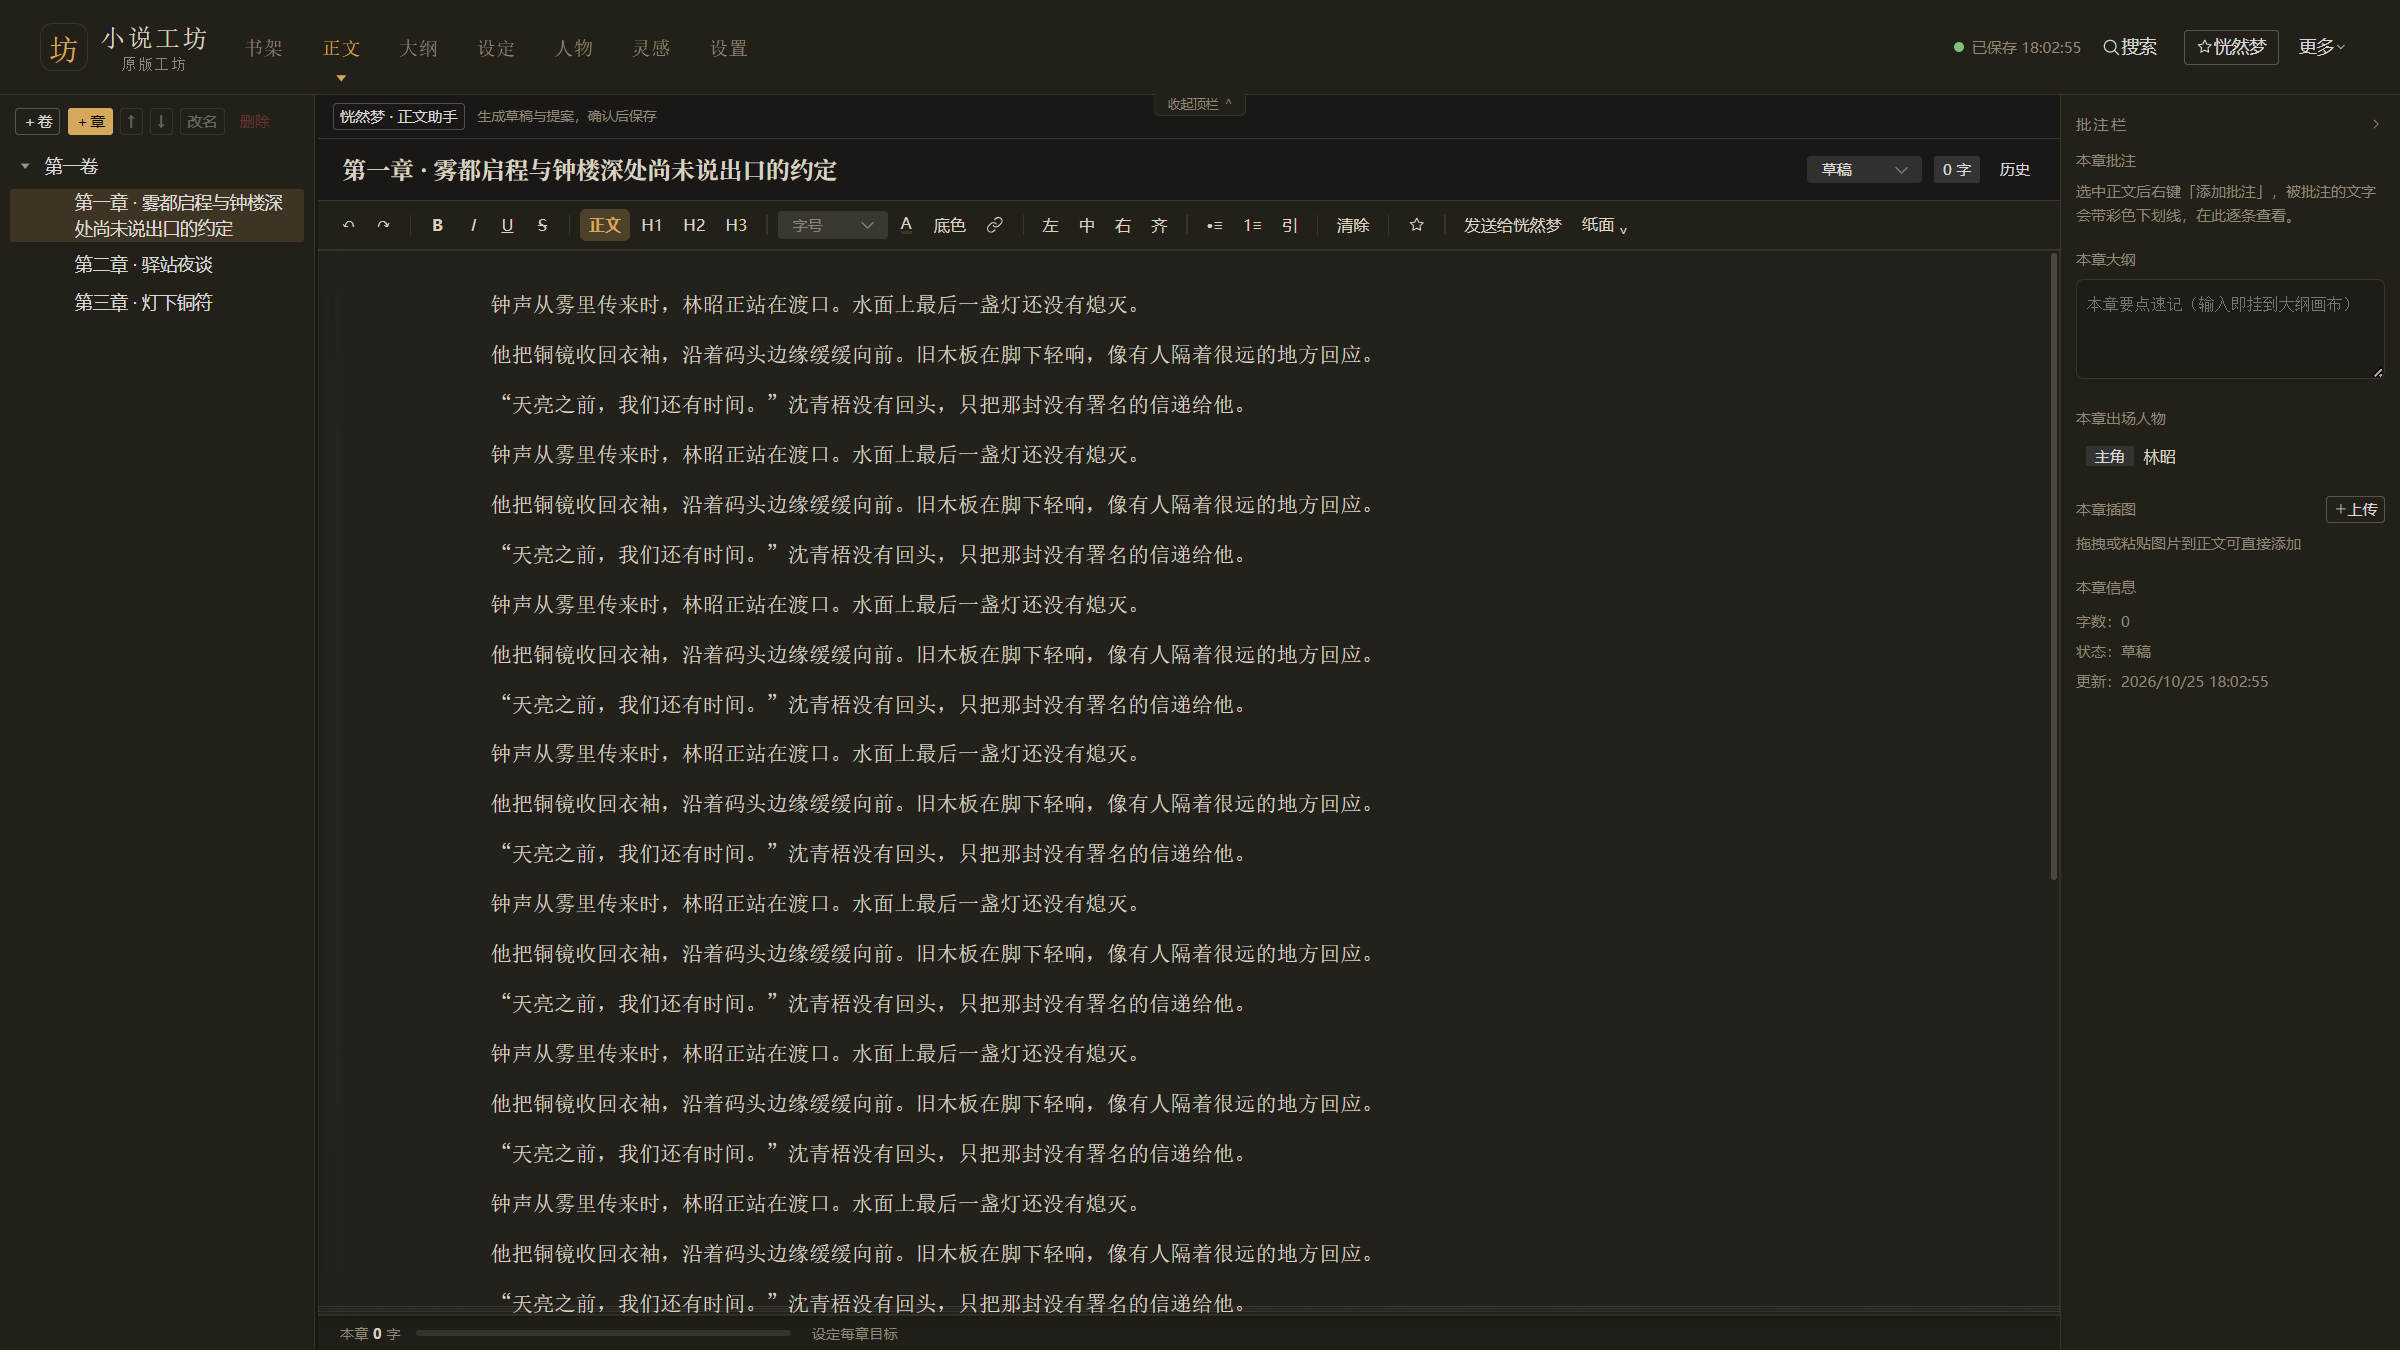 坊
小说工坊
原版工坊
书架 正文 大纲 设定 人物 灵感 设置
已保存 18:02:55 搜索 ☆恍然梦 更多
+卷 +章 ↑ ↓ 改名 删除
第一卷
第一章 · 雾都启程与钟楼深
处尚未说出口的约定
第二章 · 驿站夜谈
第三章 · 灯下铜符
恍然梦 · 正文助手 生成草稿与提案，确认后保存
收起顶栏 ^
第一章 · 雾都启程与钟楼深处尚未说出口的约定
草稿 0 字 历史
↶ ↷ B I U S 正文 H1 H2 H3 字号 A 底色 左 中 右 齐 •≡ 1≡ 引 清除 ☆ 发送给恍然梦 纸面
钟声从雾里传来时，林昭正站在渡口。水面上最后一盏灯还没有熄灭。
他把铜镜收回衣袖，沿着码头边缘缓缓向前。旧木板在脚下轻响，像有人隔着很远的地方回应。
“天亮之前，我们还有时间。”沈青梧没有回头，只把那封没有署名的信递给他。
钟声从雾里传来时，林昭正站在渡口。水面上最后一盏灯还没有熄灭。
他把铜镜收回衣袖，沿着码头边缘缓缓向前。旧木板在脚下轻响，像有人隔着很远的地方回应。
“天亮之前，我们还有时间。”沈青梧没有回头，只把那封没有署名的信递给他。
钟声从雾里传来时，林昭正站在渡口。水面上最后一盏灯还没有熄灭。
他把铜镜收回衣袖，沿着码头边缘缓缓向前。旧木板在脚下轻响，像有人隔着很远的地方回应。
“天亮之前，我们还有时间。”沈青梧没有回头，只把那封没有署名的信递给他。
钟声从雾里传来时，林昭正站在渡口。水面上最后一盏灯还没有熄灭。
他把铜镜收回衣袖，沿着码头边缘缓缓向前。旧木板在脚下轻响，像有人隔着很远的地方回应。
“天亮之前，我们还有时间。”沈青梧没有回头，只把那封没有署名的信递给他。
钟声从雾里传来时，林昭正站在渡口。水面上最后一盏灯还没有熄灭。
他把铜镜收回衣袖，沿着码头边缘缓缓向前。旧木板在脚下轻响，像有人隔着很远的地方回应。
“天亮之前，我们还有时间。”沈青梧没有回头，只把那封没有署名的信递给他。
钟声从雾里传来时，林昭正站在渡口。水面上最后一盏灯还没有熄灭。
他把铜镜收回衣袖，沿着码头边缘缓缓向前。旧木板在脚下轻响，像有人隔着很远的地方回应。
“天亮之前，我们还有时间。”沈青梧没有回头，只把那封没有署名的信递给他。
钟声从雾里传来时，林昭正站在渡口。水面上最后一盏灯还没有熄灭。
他把铜镜收回衣袖，沿着码头边缘缓缓向前。旧木板在脚下轻响，像有人隔着很远的地方回应。
“天亮之前，我们还有时间。”沈青梧没有回头，只把那封没有署名的信递给他。
本章 0 字 设定每章目标
批注栏
本章批注
选中正文后右键「添加批注」，被批注的文字
会带彩色下划线，在此逐条查看。
本章大纲
本章要点速记（输入即挂到大纲画布）
本章出场人物
主角 林昭
本章插图 +上传
拖拽或粘贴图片到正文可直接添加
本章信息
字数：0
状态：草稿
更新：2026/10/25 18:02:55